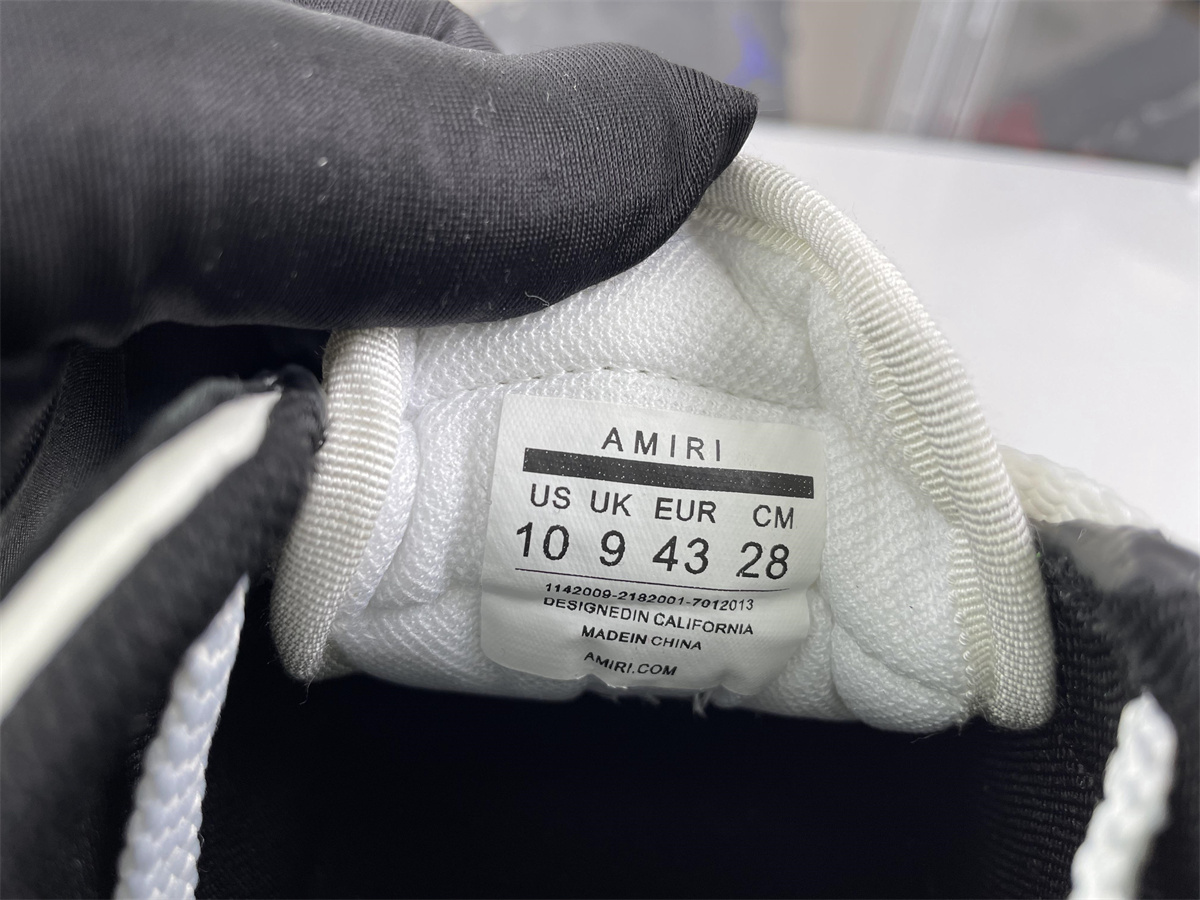 AMIRI
US UK EUR CM
10 9 43 28
1142009-2182001-7012013
DESIGNEDIN CALIFORNIA
MADEIN CHINA
AMIRI.COM